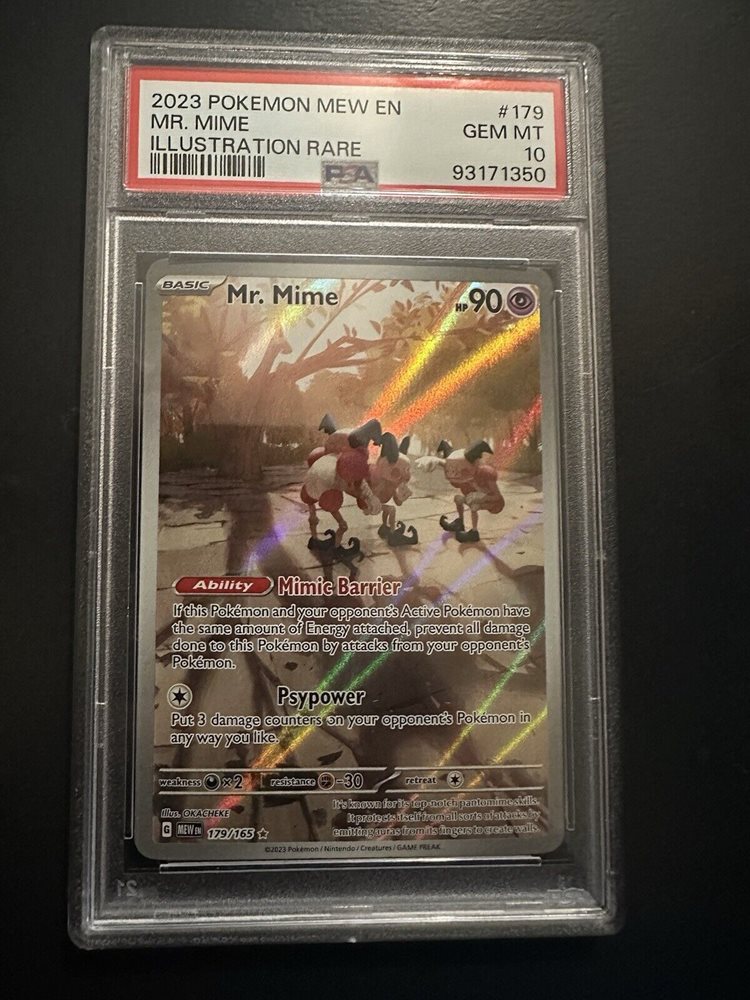 2023 POKEMON MEW EN #179
MR. MIME GEM MT
ILLUSTRATION RARE 10
PSA 93171350
BASIC Mr. Mime HP 90
Ability Mimic Barrier
If this Pokémon and your opponent's Active Pokémon have
the same amount of Energy attached, prevent all damage
done to this Pokémon by attacks from your opponent's
Pokémon.
Psypower
Put 3 damage counters on your opponent's Pokémon in
any way you like.
weakness ×2 resistance -30 retreat
It's known for its top-notch pantomime skills.
It protects itself from all sorts of attacks by
emitting auras from its fingers to create walls.
Illus. OKACHEKE
G MEW EN 179/165
©2023 Pokémon / Nintendo / Creatures / GAME FREAK